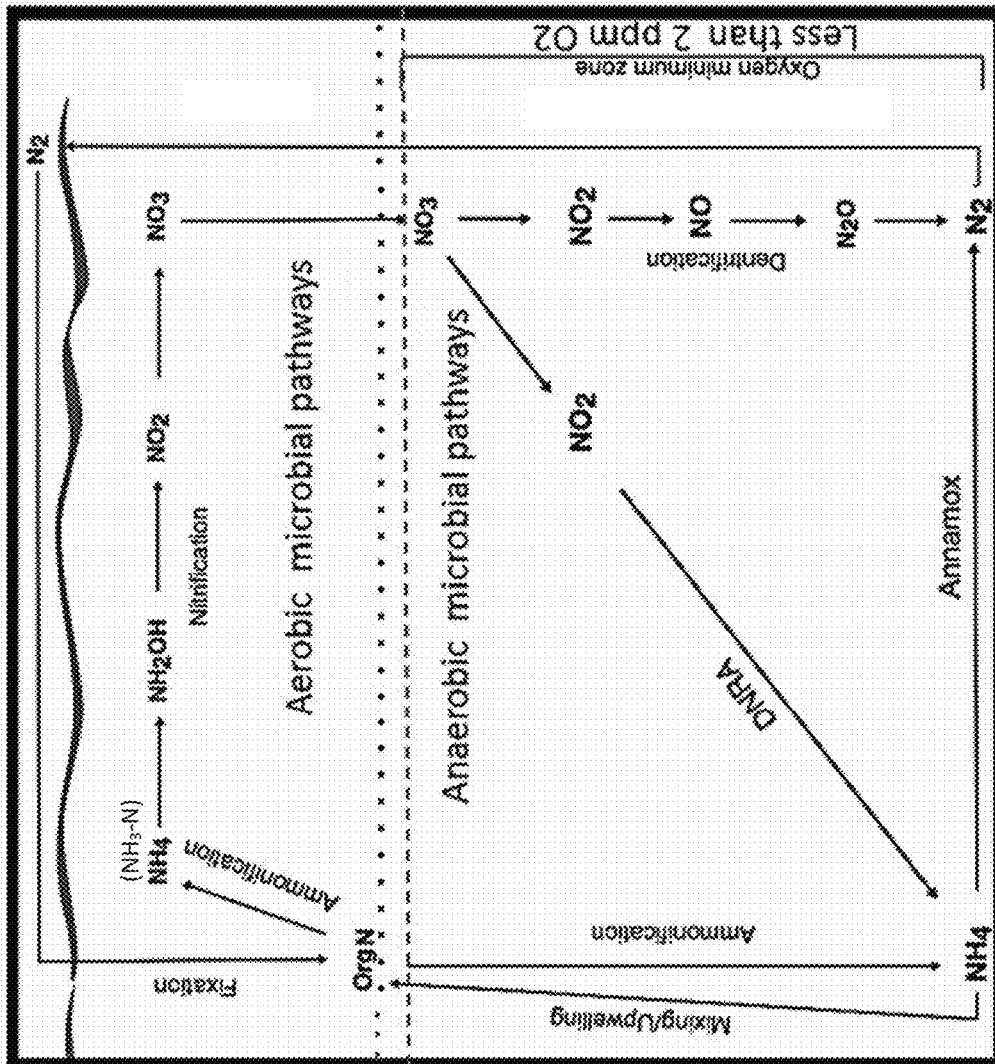 N2
(NH3-N)
NH4
NH2OH
NO2
NO3
Nitrification
Ammonification
Fixation
OrgN
Aerobic microbial pathways
Anaerobic microbial pathways
NO3
NO2
NO
N2O
N2
Dentrification
NO2
DNRA
Ammonification
Mixing/Upwelling
NH4
Annamox
Oxygen minimum zone
Less than 2 ppm O2